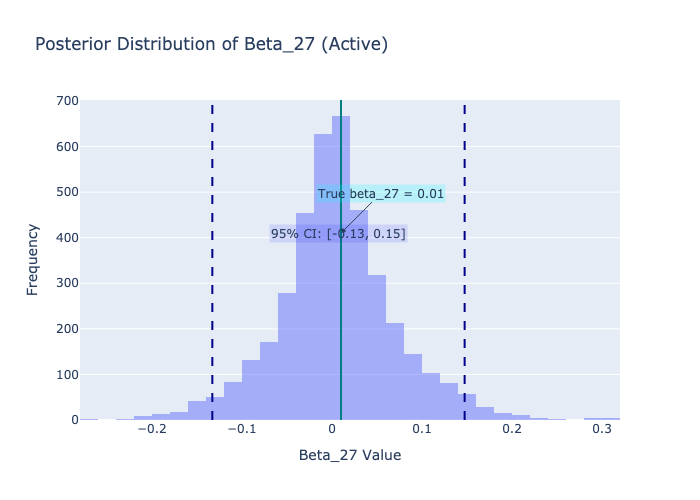 Posterior Distribution of Beta_27 (Active)
700
600
500
400
300
200
100
0
Frequency
True beta_27 = 0.01
95% CI: [-0.13, 0.15]
−0.2
−0.1
0
0.1
0.2
0.3
Beta_27 Value